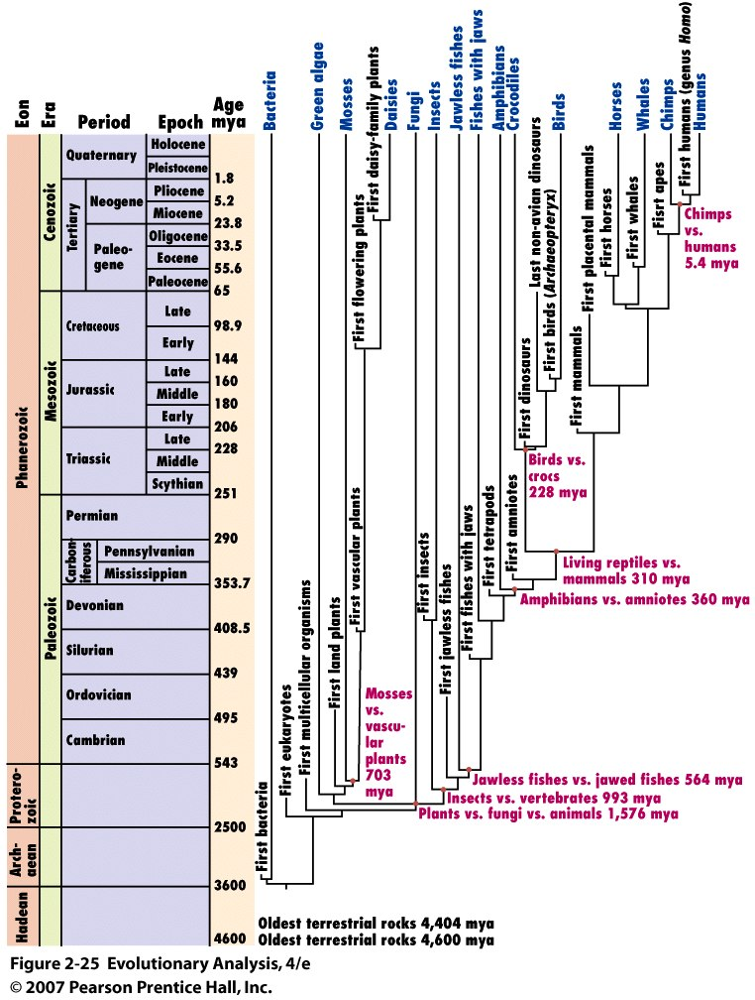 Eon
Era
Period
Epoch
Age
mya
Bacteria
Green algae
Mosses
First daisy-family plants
Daisies
Fungi
Insects
Jawless fishes
Fishes with jaws
Amphibians
Crocodiles
Birds
Horses
Whales
Chimps
First humans (genus Homo)
Humans
Phanerozoic
Cenozoic
Quaternary
Holocene
Pleistocene
1.8
Tertiary
Neogene
Pliocene
5.2
Miocene
23.8
Paleo-
gene
Oligocene
33.5
Eocene
55.6
Paleocene
65
Mesozoic
Cretaceous
Late
98.9
Early
144
Jurassic
Late
160
Middle
180
Early
206
Triassic
Late
228
Middle
Scythian
251
Paleozoic
Permian
290
Carbon-
iferous
Pennsylvanian
Mississippian
353.7
Devonian
408.5
Silurian
439
Ordovician
495
Cambrian
543
Protero-
zoic
2500
Arch-
aean
3600
Hadean
4600
First bacteria
First eukaryotes
First multicellular organisms
First land plants
First vascular plants
First flowering plants
First insects
First jawless fishes
First fishes with jaws
First tetrapods
First amniotes
First dinosaurs
Last non-avian dinosaurs
First birds (Archaeopteryx)
First mammals
First placental mammals
First horses
First whales
Fisrt apes
Chimps
vs.
humans
5.4 mya
Birds vs.
crocs
228 mya
Living reptiles vs.
mammals 310 mya
Amphibians vs. amniotes 360 mya
Mosses
vs.
vascu-
lar
plants
703
mya
Jawless fishes vs. jawed fishes 564 mya
Insects vs. vertebrates 993 mya
Plants vs. fungi vs. animals 1,576 mya
Oldest terrestrial rocks 4,404 mya
Oldest terrestrial rocks 4,600 mya
Figure 2-25 Evolutionary Analysis, 4/e
© 2007 Pearson Prentice Hall, Inc.